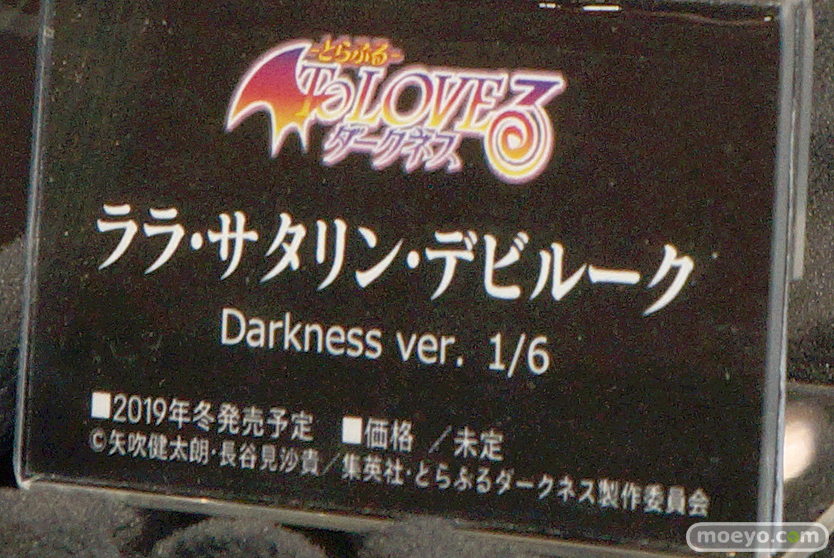 -とらぶる-
To LOVEる
ダークネス
ララ・サタリン・デビルーク
Darkness ver. 1/6
■2019年冬発売予定 ■価格 ／未定
©矢吹健太朗・長谷見沙貴／集英社・とらぶるダークネス製作委員会
moeyo.com